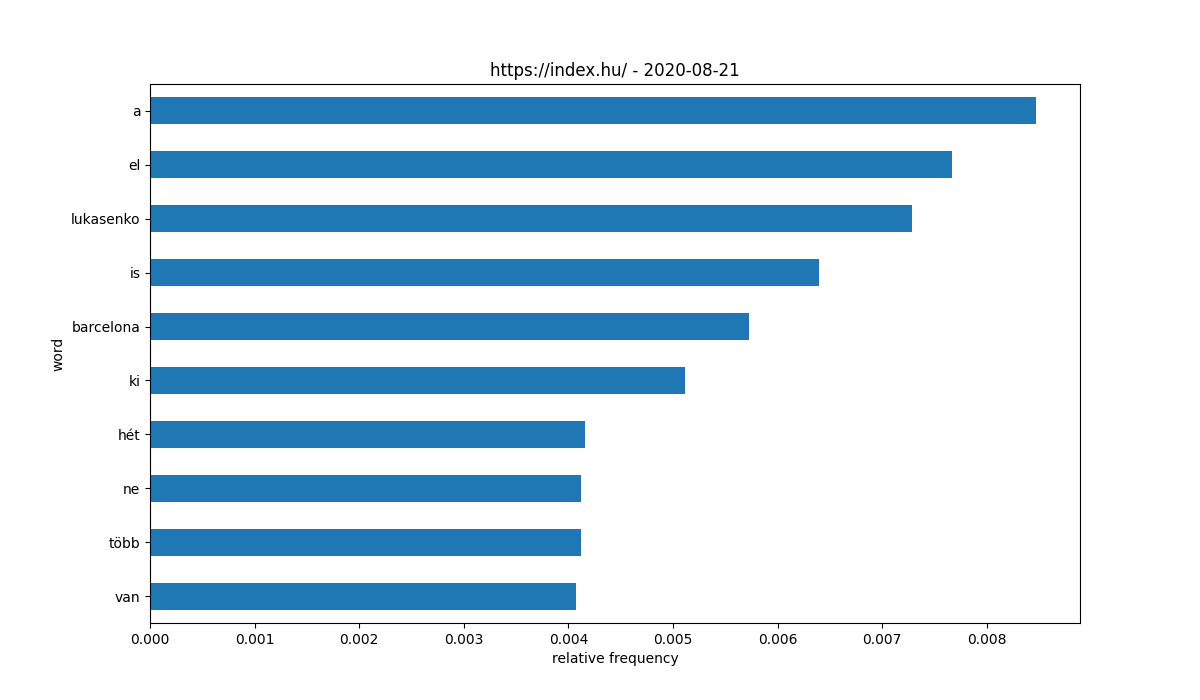 https://index.hu/ - 2020-08-21
a
el
lukasenko
is
barcelona
ki
hét
ne
több
van
word
0.000 0.001 0.002 0.003 0.004 0.005 0.006 0.007 0.008
relative frequency